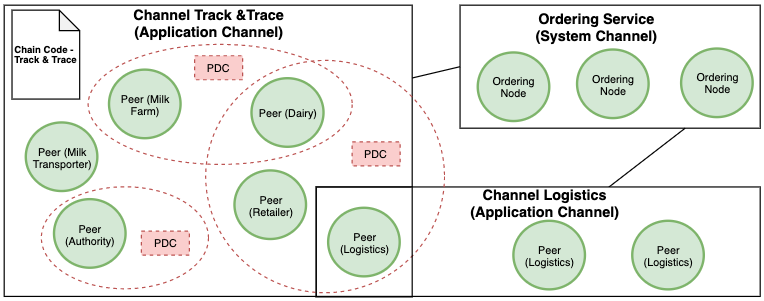 Channel Track &Trace
(Application Channel)
Chain Code -
Track & Trace
PDC
Peer (Milk
Farm)
Peer (Dairy)
PDC
Peer (Milk
Transporter)
Peer
(Retailer)
Peer
(Authority)
PDC
Peer
(Logistics)
Ordering Service
(System Channel)
Ordering
Node
Ordering
Node
Ordering
Node
Channel Logistics
(Application Channel)
Peer
(Logistics)
Peer
(Logistics)